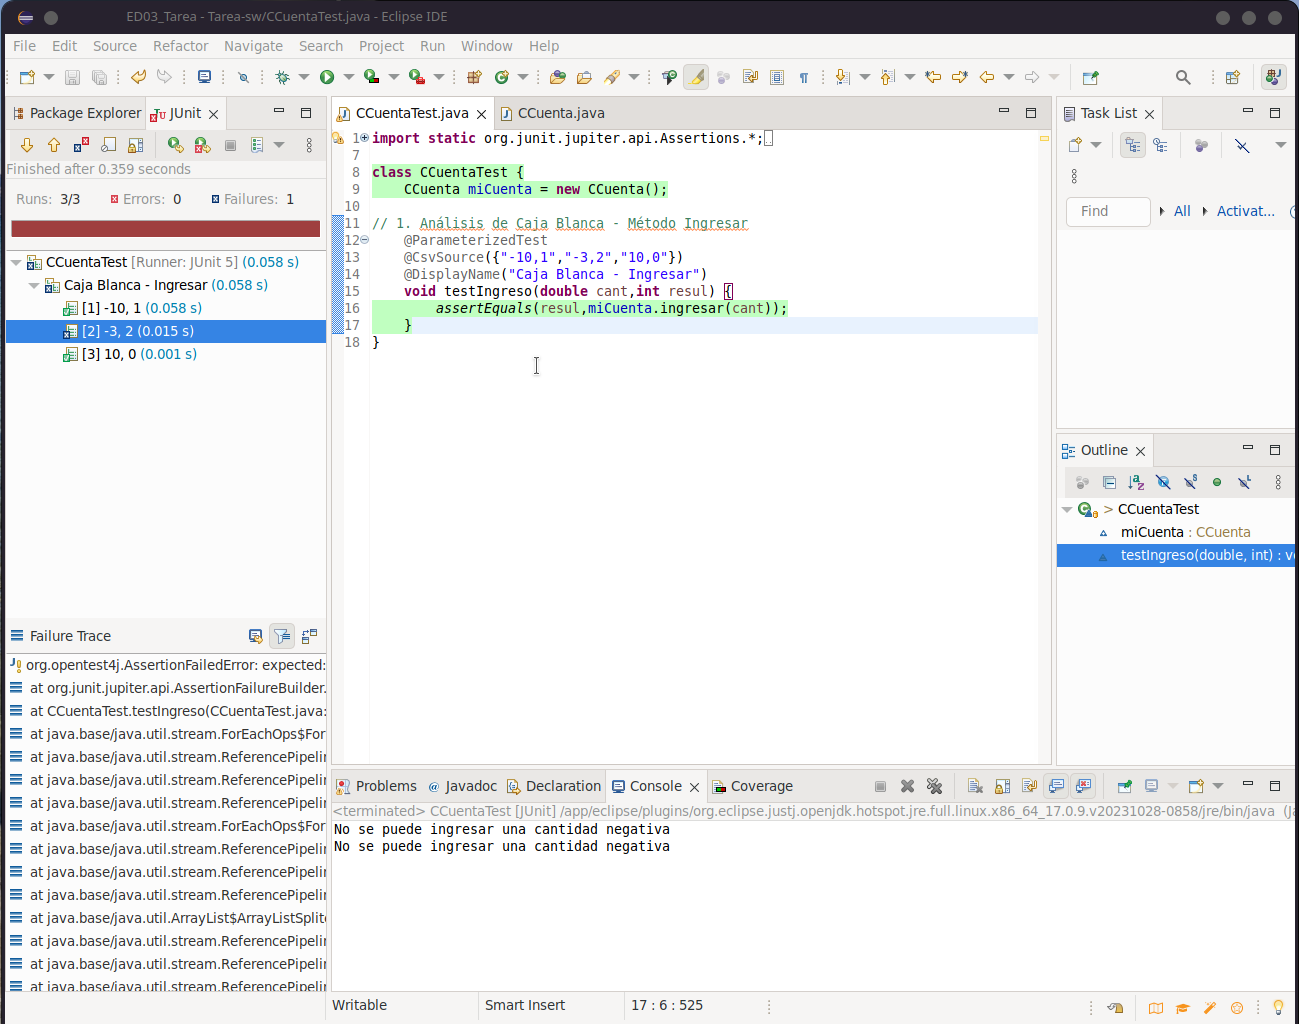 ED03_Tarea - Tarea-sw/CCuentaTest.java - Eclipse IDE
File Edit Source Refactor Navigate Search Project Run Window Help
Package Explorer JUnit
Finished after 0.359 seconds
Runs: 3/3 Errors: 0 Failures: 1
CCuentaTest [Runner: JUnit 5] (0.058 s)
Caja Blanca - Ingresar (0.058 s)
[1] -10, 1 (0.058 s)
[2] -3, 2 (0.015 s)
[3] 10, 0 (0.001 s)
Failure Trace
org.opentest4j.AssertionFailedError: expected:
at org.junit.jupiter.api.AssertionFailureBuilder.
at CCuentaTest.testIngreso(CCuentaTest.java:
at java.base/java.util.stream.ForEachOps$For
at java.base/java.util.stream.ReferencePipelin
at java.base/java.util.stream.ReferencePipelin
at java.base/java.util.stream.ReferencePipelin
at java.base/java.util.stream.ForEachOps$For
at java.base/java.util.stream.ReferencePipelin
at java.base/java.util.stream.ReferencePipelin
at java.base/java.util.stream.ReferencePipelin
at java.base/java.util.ArrayList$ArrayListSplite
at java.base/java.util.stream.ReferencePipelin
at java.base/java.util.stream.ReferencePipelin
at java.base/java.util.stream.ReferencePipelin
CCuentaTest.java CCuenta.java
1 import static org.junit.jupiter.api.Assertions.*;
7
8 class CCuentaTest {
9 CCuenta miCuenta = new CCuenta();
10
11 // 1. Análisis de Caja Blanca - Método Ingresar
12 @ParameterizedTest
13 @CsvSource({"-10,1","-3,2","10,0"})
14 @DisplayName("Caja Blanca - Ingresar")
15 void testIngreso(double cant,int resul) {
16 assertEquals(resul,miCuenta.ingresar(cant));
17 }
18 }
Task List
Find All Activat...
Outline
> CCuentaTest
miCuenta : CCuenta
testIngreso(double, int) : v
Problems Javadoc Declaration Console Coverage
<terminated> CCuentaTest [JUnit] /app/eclipse/plugins/org.eclipse.justj.openjdk.hotspot.jre.full.linux.x86_64_17.0.9.v20231028-0858/jre/bin/java (Ja
No se puede ingresar una cantidad negativa
No se puede ingresar una cantidad negativa
Writable Smart Insert 17 : 6 : 525